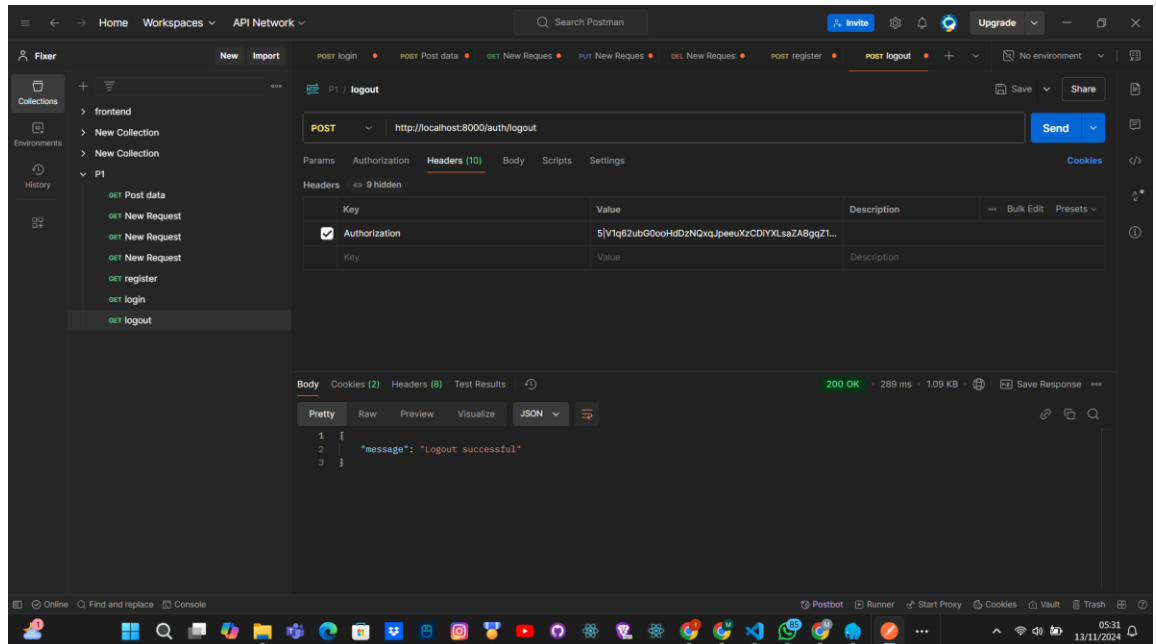 Home Workspaces API Network Search Postman Invite Upgrade
Fixer New Import POST login POST Post data GET New Reques PUT New Reques DEL New Reques POST register POST logout No environment
Collections
Environments
History
frontend
New Collection
New Collection
P1
GET Post data
GET New Request
GET New Request
GET New Request
GET register
GET login
GET logout
HTTP P1 / logout Save Share
POST http://localhost:8000/auth/logout Send
Params Authorization Headers (10) Body Scripts Settings Cookies
Headers 9 hidden
Key Value Description Bulk Edit Presets
Authorization 5|V1q62ubG0ooHdDzNQxqJpeeuXzCDiYXLsaZABgqZ1...
Key Value Description
Body Cookies (2) Headers (8) Test Results 200 OK 289 ms 1.09 KB Save Response
Pretty Raw Preview Visualize JSON
1 {
2 "message": "Logout successful"
3 }
Online Find and replace Console Postbot Runner Start Proxy Cookies Vault Trash
05:31
13/11/2024